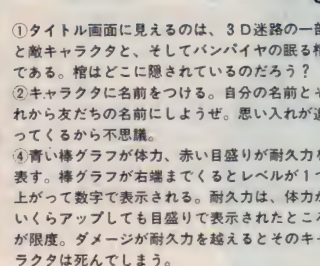 ①タイトル画面に見えるのは、3D迷路の一部
と敵キャラクタと、そしてバンバイヤの眠る棺
である。棺はどこに隠されているのだろう？
②キャラクタに名前をつける。自分の名前とそ
れから友だちの名前にしようぜ。思い入れが違
ってくるから不思議。
④青い棒グラフが体力、赤い目盛りが耐久力を
表す。棒グラフが右端までくるとレベルが1つ
上がって数字で表示される。耐久力は、体力が
いくらアップしても目盛りで表示されたところ
が限度。ダメージが耐久力を越えるとそのキャ
ラクタは死んでしまう。